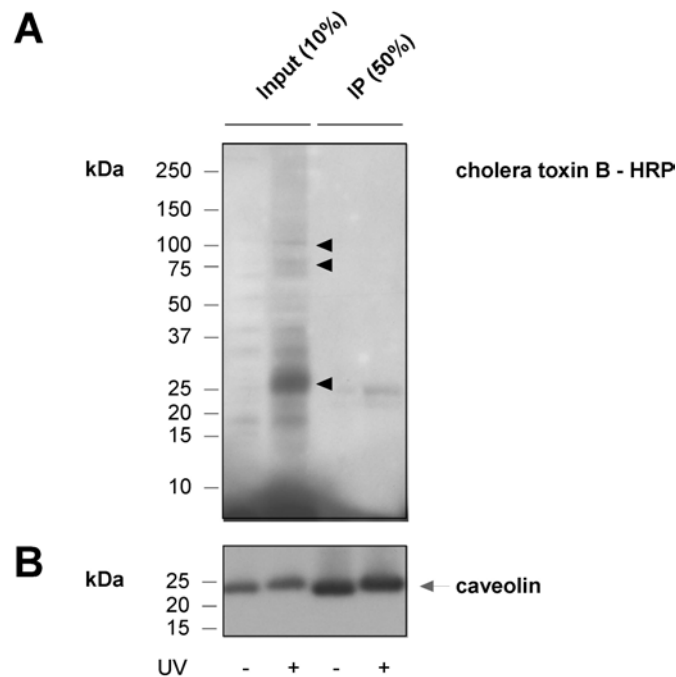 A
Input (10%)
IP (50%)
kDa
cholera toxin B - HRP
250
150
100
75
50
37
25
20
15
10
B
kDa
25
20
15
caveolin
UV - + - +